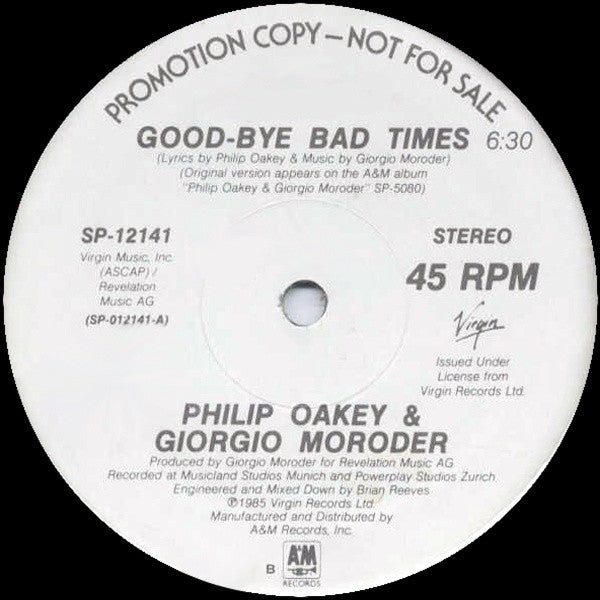 PROMOTION COPY – NOT FOR SALE
GOOD-BYE BAD TIMES 6:30
(Lyrics by Philip Oakey & Music by Giorgio Moroder)
(Original version appears on the A&M album
"Philip Oakey & Giorgio Moroder" SP-5080)
SP-12141
Virgin Music, Inc.
(ASCAP) /
Revelation
Music AG
(SP-012141-A)
STEREO
45 RPM
Virgin
Issued Under
License from
Virgin Records Ltd.
PHILIP OAKEY &
GIORGIO MORODER
Produced by Giorgio Moroder for Revelation Music AG
Recorded at Musicland Studios Munich and Powerplay Studios Zurich
Engineered and Mixed Down by Brian Reeves
℗1985 Virgin Records Ltd.
Manufactured and Distributed by
A&M Records, Inc.
B
A&M
RECORDS